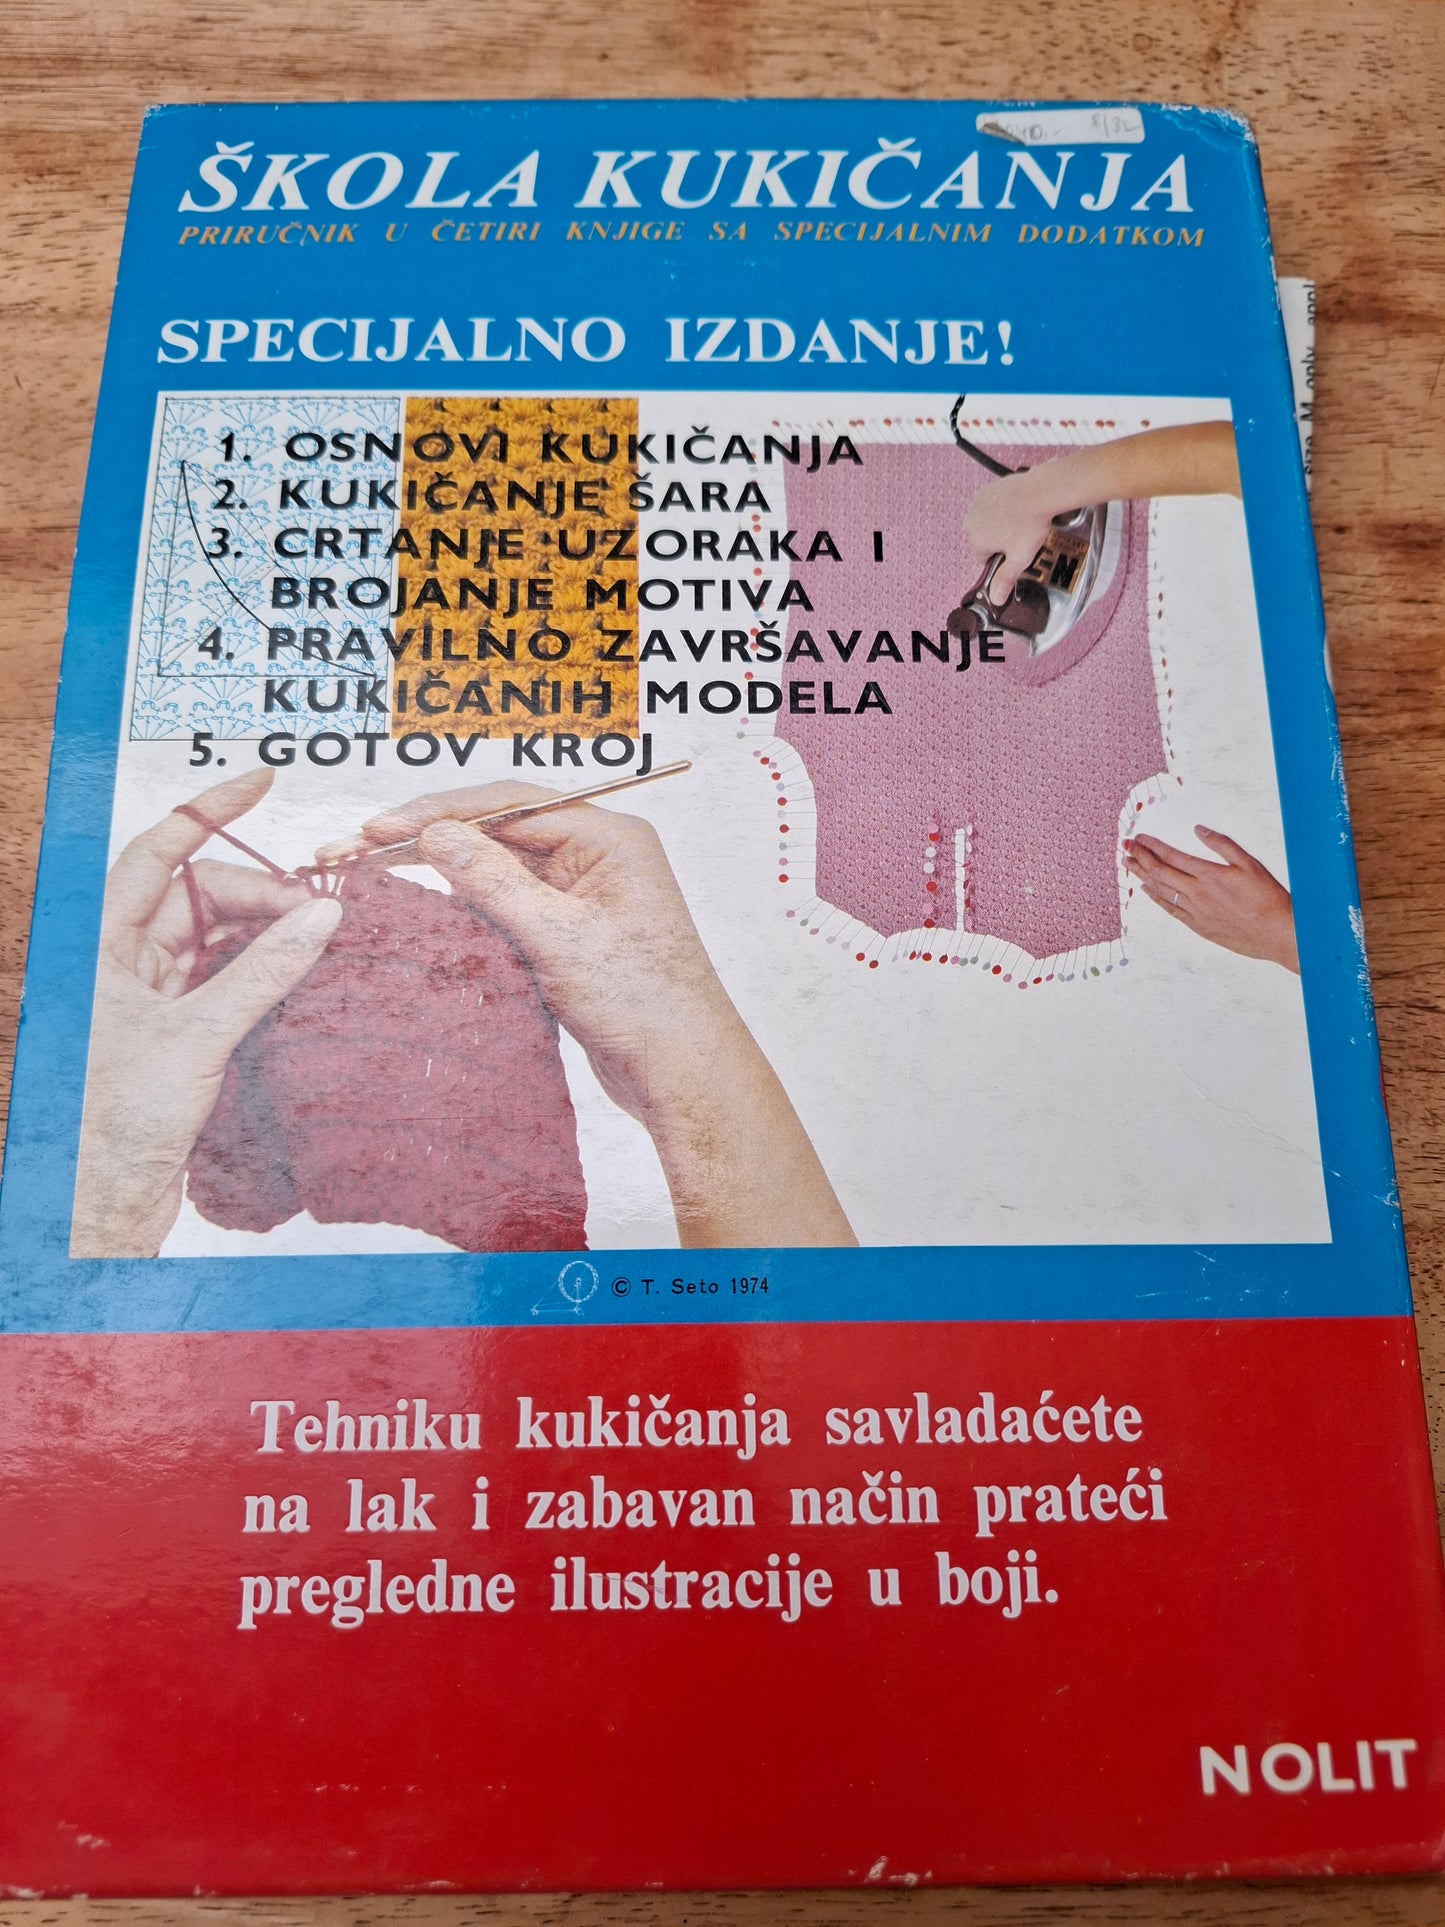 8/82
ŠKOLA KUKIČANJA
PRIRUČNIK U ČETIRI KNJIGE SA SPECIJALNIM DODATKOM
SPECIJALNO IZDANJE!
1. OSNOVI KUKIČANJA
2. KUKIČANJE ŠARA
3. CRTANJE UZORAKA I
BROJANJE MOTIVA
4. PRAVILNO ZAVRŠAVANJE
KUKIČANIH MODELA
5. GOTOV KROJ
© T. Seto 1974
Tehniku kukičanja savladaćete
na lak i zabavan način prateći
pregledne ilustracije u boji.
NOLIT